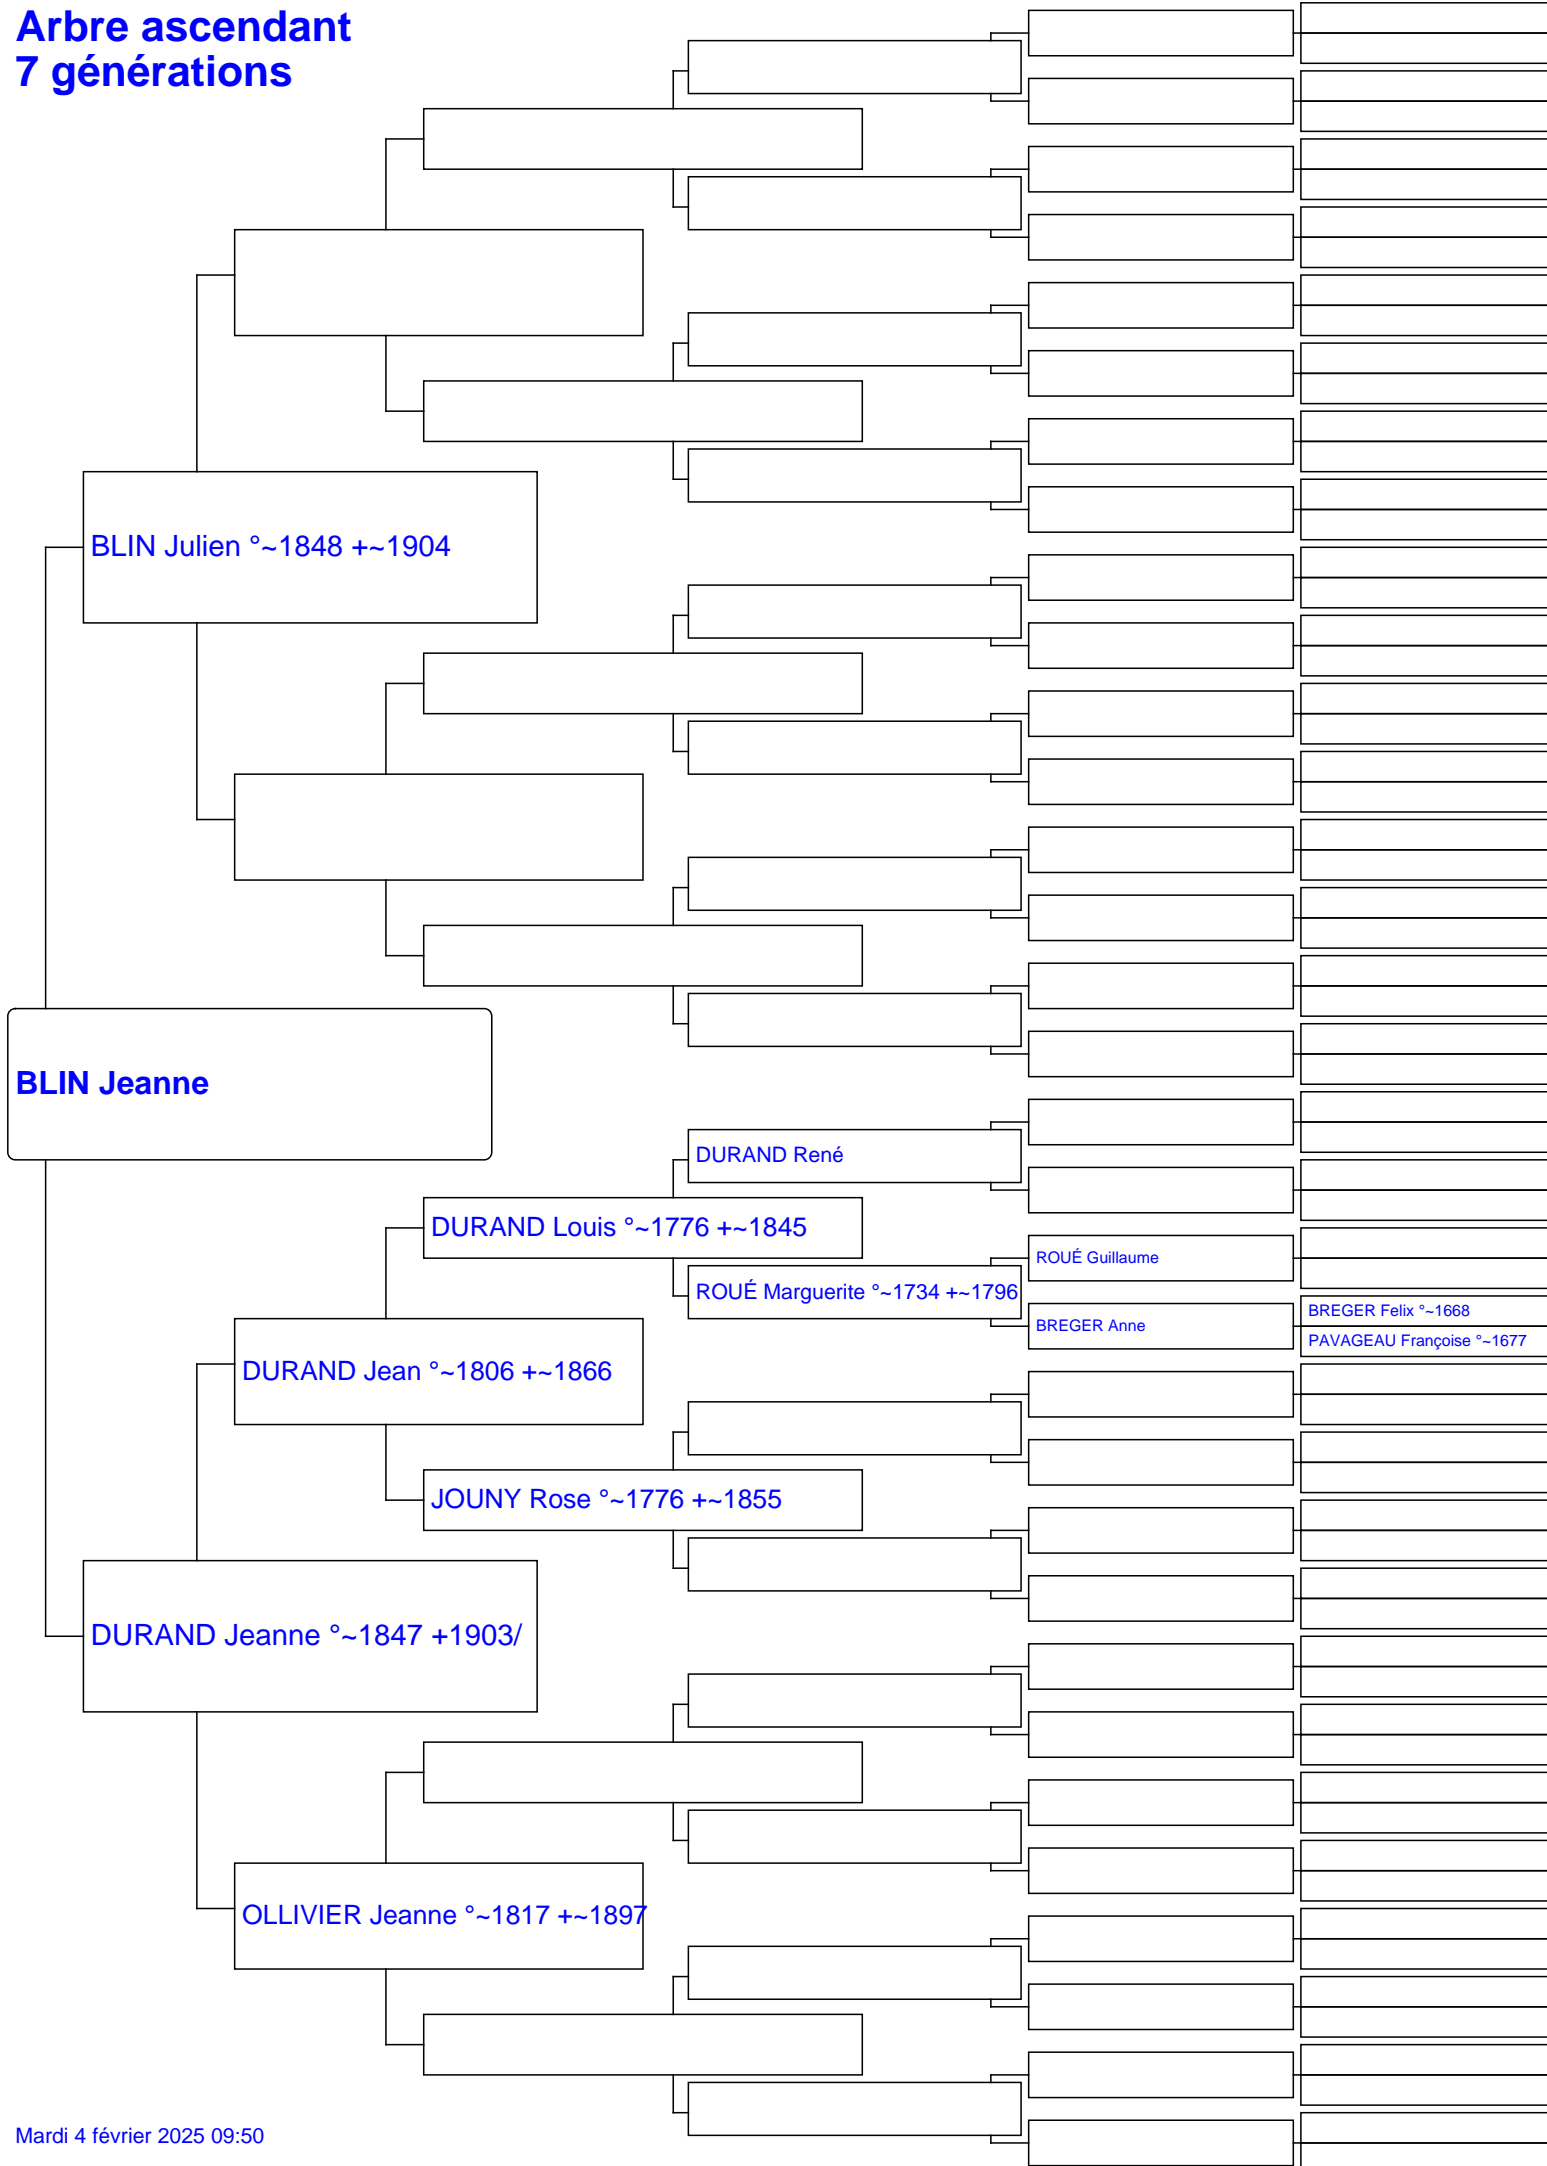 Arbre ascendant
7 générations
BLIN Julien °~1848 +~1904
BLIN Jeanne
DURAND René
DURAND Louis °~1776 +~1845
ROUÉ Guillaume
ROUÉ Marguerite °~1734 +~1796
BREGER Felix °~1668
BREGER Anne
PAVAGEAU Françoise °~1677
DURAND Jean °~1806 +~1866
JOUNY Rose °~1776 +~1855
DURAND Jeanne °~1847 +1903/
OLLIVIER Jeanne °~1817 +~1897
Mardi 4 février 2025 09:50